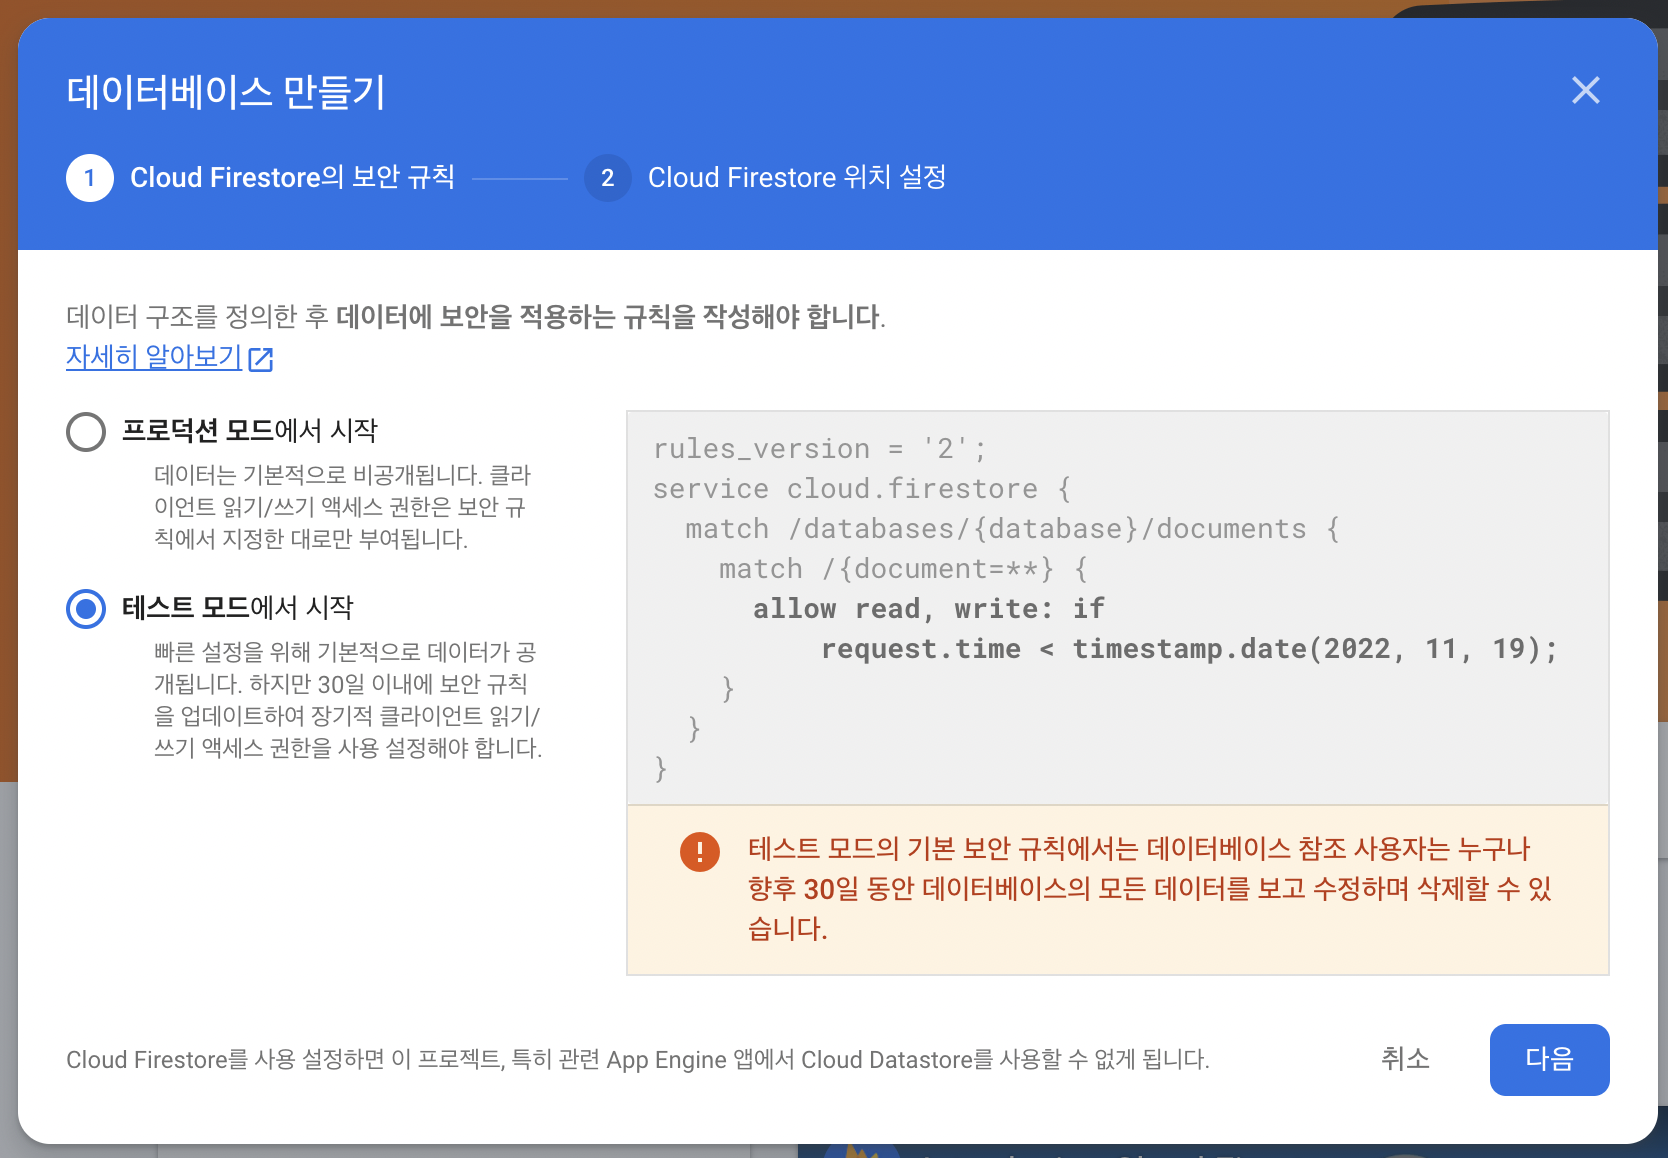 데이터베이스 만들기
1 Cloud Firestore의 보안 규칙
2 Cloud Firestore 위치 설정
데이터 구조를 정의한 후 데이터에 보안을 적용하는 규칙을 작성해야 합니다.
자세히 알아보기
프로덕션 모드에서 시작
데이터는 기본적으로 비공개됩니다. 클라
이언트 읽기/쓰기 액세스 권한은 보안 규
칙에서 지정한 대로만 부여됩니다.
테스트 모드에서 시작
빠른 설정을 위해 기본적으로 데이터가 공
개됩니다. 하지만 30일 이내에 보안 규칙
을 업데이트하여 장기적 클라이언트 읽기/
쓰기 액세스 권한을 사용 설정해야 합니다.
rules_version = '2';
service cloud.firestore {
match /databases/{database}/documents {
match /{document=**} {
allow read, write: if
request.time < timestamp.date(2022, 11, 19);
}
}
}
테스트 모드의 기본 보안 규칙에서는 데이터베이스 참조 사용자는 누구나
향후 30일 동안 데이터베이스의 모든 데이터를 보고 수정하며 삭제할 수 있
습니다.
Cloud Firestore를 사용 설정하면 이 프로젝트, 특히 관련 App Engine 앱에서 Cloud Datastore를 사용할 수 없게 됩니다.
취소
다음